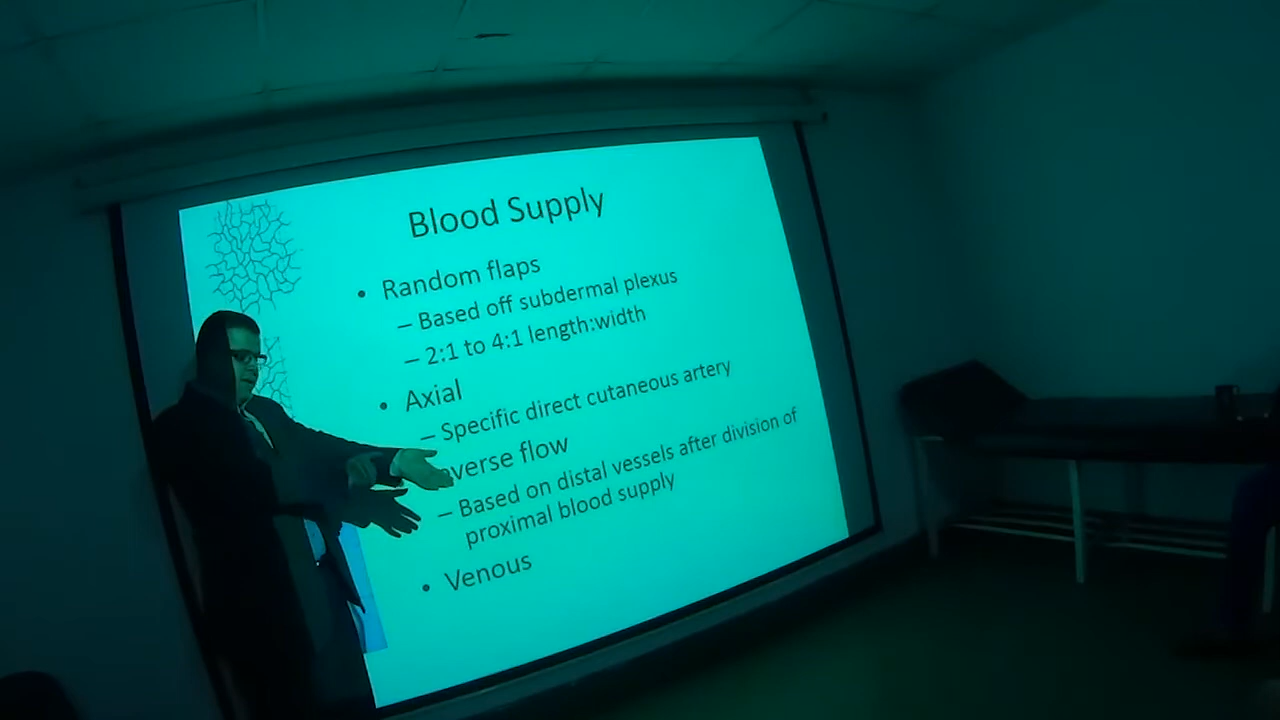 Blood Supply
• Random flaps
– Based off subdermal plexus
– 2:1 to 4:1 length:width
• Axial
– Specific direct cutaneous artery
everse flow
– Based on distal vessels after division of
proximal blood supply
• Venous